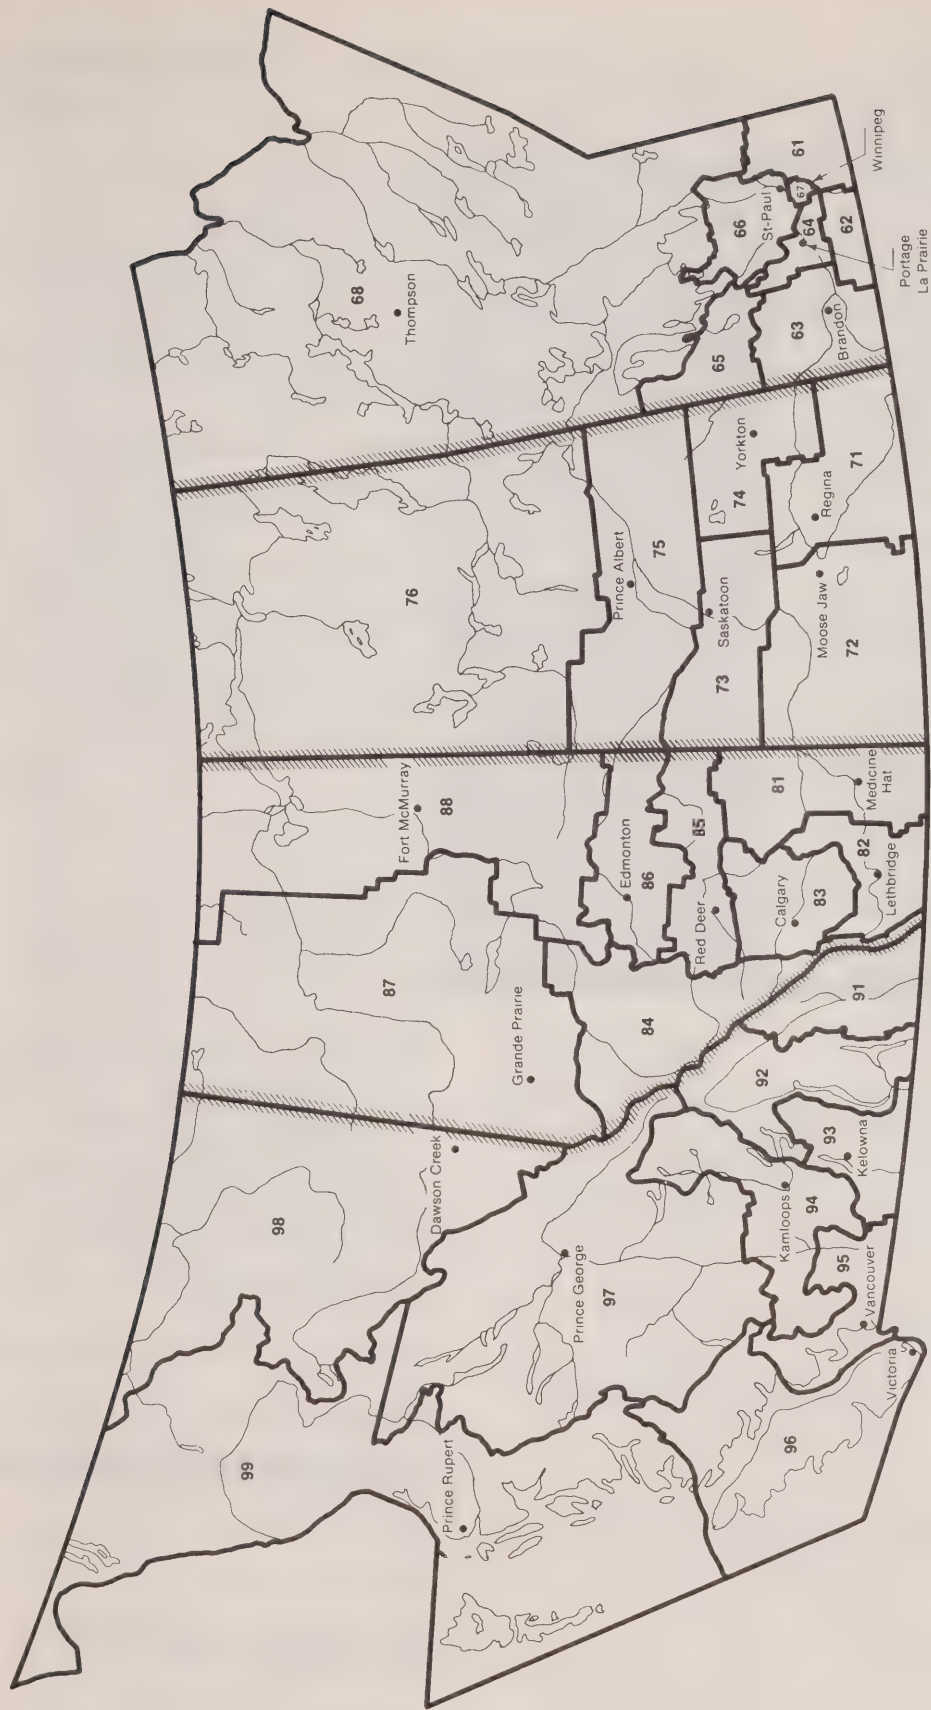 99
98
Prince Rupert
Dawson Creek
97
Prince George
96
Victoria
Vancouver
95
94
Kamloops
93
Kelowna
92
91
87
Grande Prairie
84
88
Fort McMurray
86
Edmonton
85
Red Deer
83
Calgary
82
Lethbridge
81
Medicine
Hat
76
75
Prince Albert
73
Saskatoon
74
Yorkton
72
Moose Jaw
71
Regina
68
Thompson
65
63
Brandon
66
St-Paul
64
67
62
61
Portage
La Prairie
Winnipeg